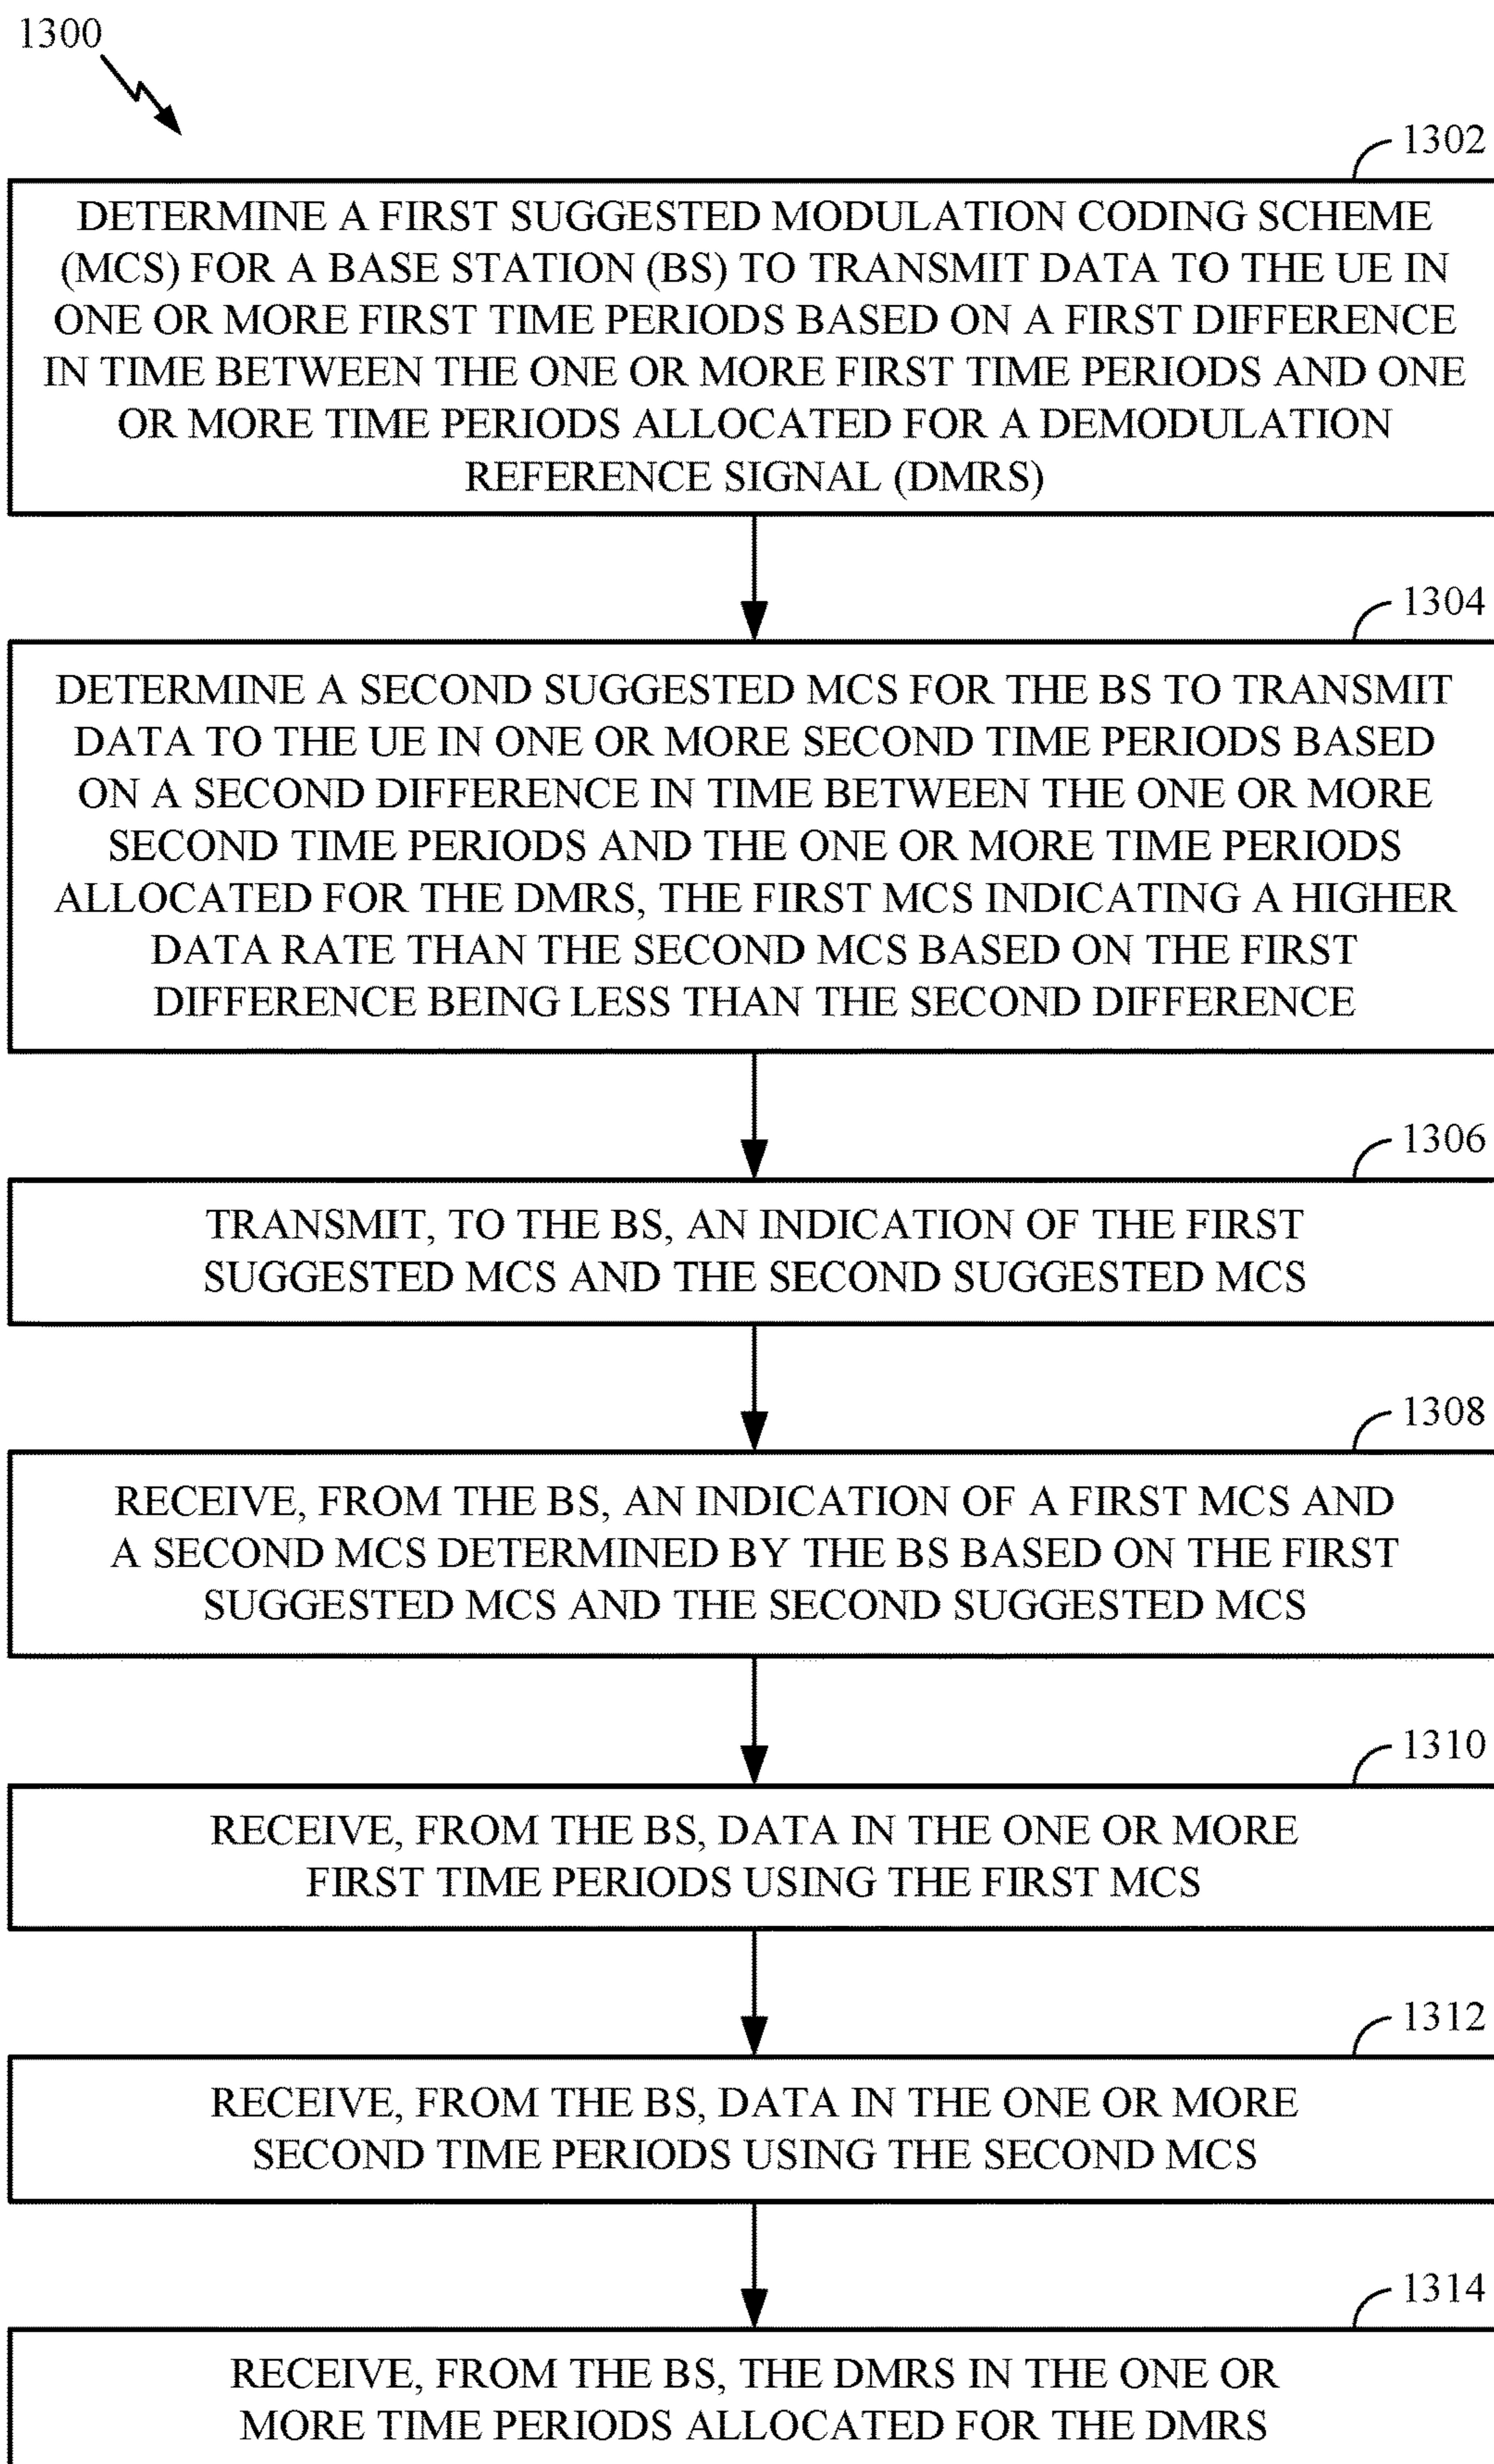 1300
1302
DETERMINE A FIRST SUGGESTED MODULATION CODING SCHEME
(MCS) FOR A BASE STATION (BS) TO TRANSMIT DATA TO THE UE IN
ONE OR MORE FIRST TIME PERIODS BASED ON A FIRST DIFFERENCE
IN TIME BETWEEN THE ONE OR MORE FIRST TIME PERIODS AND ONE
OR MORE TIME PERIODS ALLOCATED FOR A DEMODULATION
REFERENCE SIGNAL (DMRS)
1304
DETERMINE A SECOND SUGGESTED MCS FOR THE BS TO TRANSMIT
DATA TO THE UE IN ONE OR MORE SECOND TIME PERIODS BASED
ON A SECOND DIFFERENCE IN TIME BETWEEN THE ONE OR MORE
SECOND TIME PERIODS AND THE ONE OR MORE TIME PERIODS
ALLOCATED FOR THE DMRS, THE FIRST MCS INDICATING A HIGHER
DATA RATE THAN THE SECOND MCS BASED ON THE FIRST
DIFFERENCE BEING LESS THAN THE SECOND DIFFERENCE
1306
TRANSMIT, TO THE BS, AN INDICATION OF THE FIRST
SUGGESTED MCS AND THE SECOND SUGGESTED MCS
1308
RECEIVE, FROM THE BS, AN INDICATION OF A FIRST MCS AND
A SECOND MCS DETERMINED BY THE BS BASED ON THE FIRST
SUGGESTED MCS AND THE SECOND SUGGESTED MCS
1310
RECEIVE, FROM THE BS, DATA IN THE ONE OR MORE
FIRST TIME PERIODS USING THE FIRST MCS
1312
RECEIVE, FROM THE BS, DATA IN THE ONE OR MORE
SECOND TIME PERIODS USING THE SECOND MCS
1314
RECEIVE, FROM THE BS, THE DMRS IN THE ONE OR
MORE TIME PERIODS ALLOCATED FOR THE DMRS